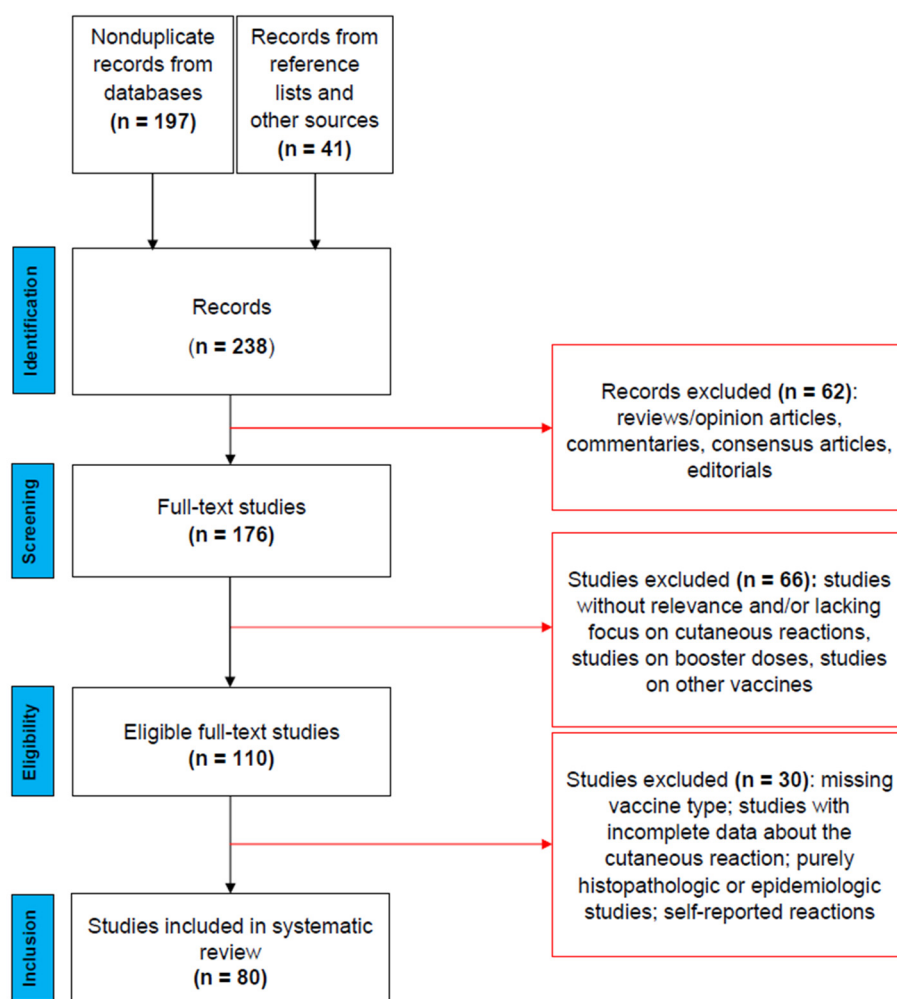 Nonduplicate
records from
databases
(n = 197)
Records from
reference
lists and
other sources
(n = 41)
Identification
Records
(n = 238)
Records excluded (n = 62):
reviews/opinion articles,
commentaries, consensus articles,
editorials
Screening
Full-text studies
(n = 176)
Studies excluded (n = 66): studies
without relevance and/or lacking
focus on cutaneous reactions,
studies on booster doses, studies
on other vaccines
Eligibility
Eligible full-text studies
(n = 110)
Studies excluded (n = 30): missing
vaccine type; studies with
incomplete data about the
cutaneous reaction; purely
histopathologic or epidemiologic
studies; self-reported reactions
Inclusion
Studies included in systematic
review
(n = 80)